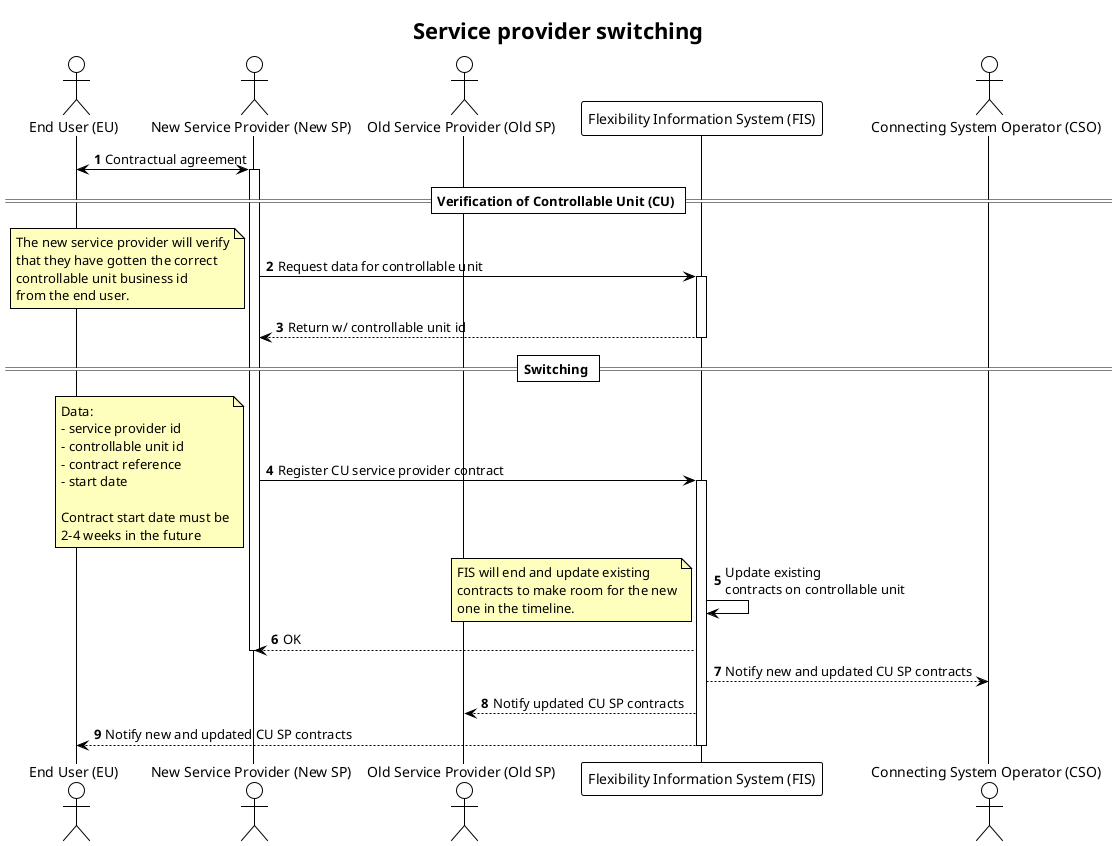 Service provider switching
End User (EU)
New Service Provider (New SP)
Old Service Provider (Old SP)
Flexibility Information System (FIS)
Connecting System Operator (CSO)
1 Contractual agreement
Verification of Controllable Unit (CU)
The new service provider will verify
that they have gotten the correct
controllable unit business id
from the end user.
2 Request data for controllable unit
3 Return w/ controllable unit id
Switching
Data:
- service provider id
- controllable unit id
- contract reference
- start date
Contract start date must be
2-4 weeks in the future
4 Register CU service provider contract
FIS will end and update existing
contracts to make room for the new
one in the timeline.
5 Update existing
contracts on controllable unit
6 OK
7 Notify new and updated CU SP contracts
8 Notify updated CU SP contracts
9 Notify new and updated CU SP contracts
End User (EU)
New Service Provider (New SP)
Old Service Provider (Old SP)
Flexibility Information System (FIS)
Connecting System Operator (CSO)